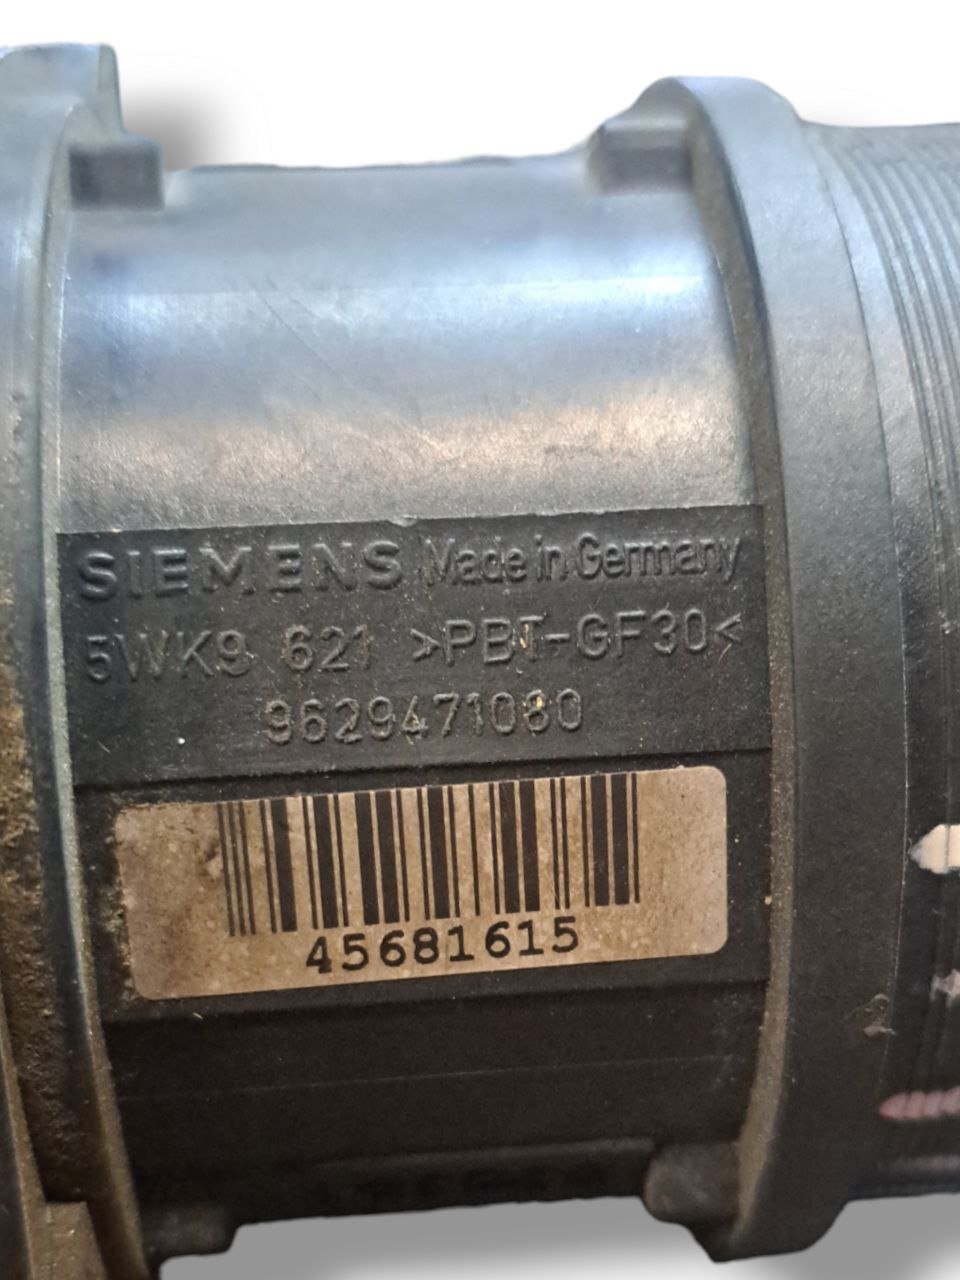 SIEMENS Made in Germany
5WK9 621 >PBT-GF30<
9629471080
45681615